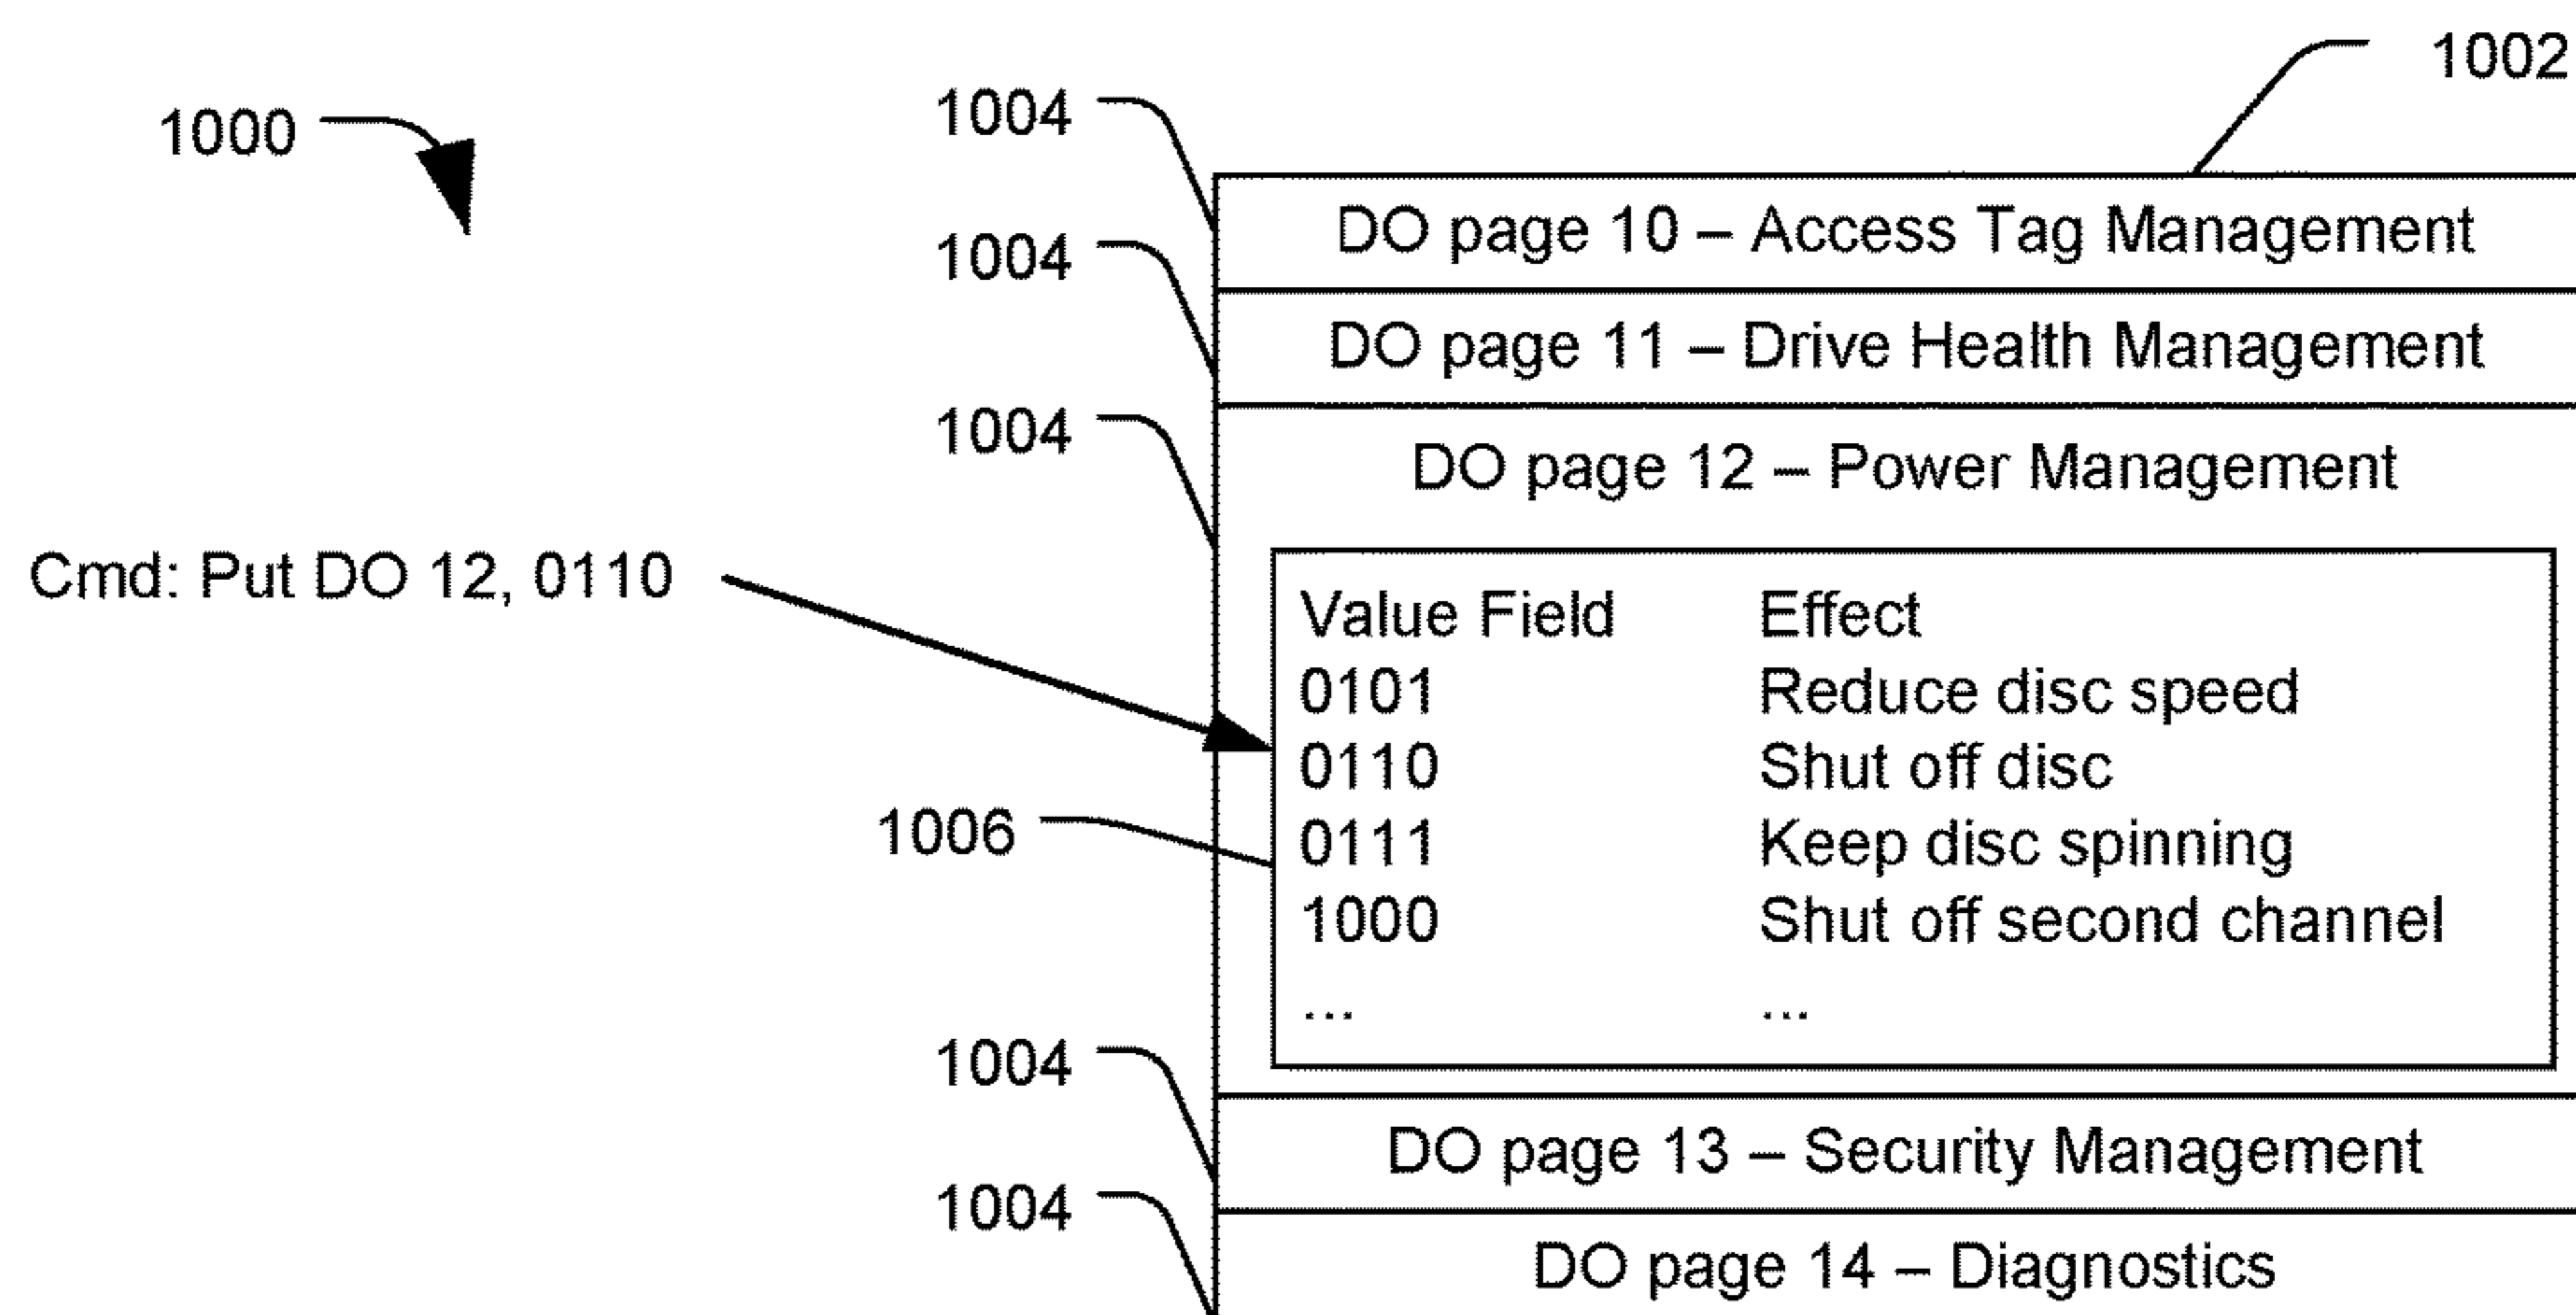 1002
1004
1000
DO page 10 – Access Tag Management
1004
DO page 11 – Drive Health Management
1004
DO page 12 – Power Management
Cmd: Put DO 12, 0110
Value Field Effect
0101 Reduce disc speed
0110 Shut off disc
0111 Keep disc spinning
1006
1000 Shut off second channel
... ...
1004
DO page 13 – Security Management
1004
DO page 14 – Diagnostics